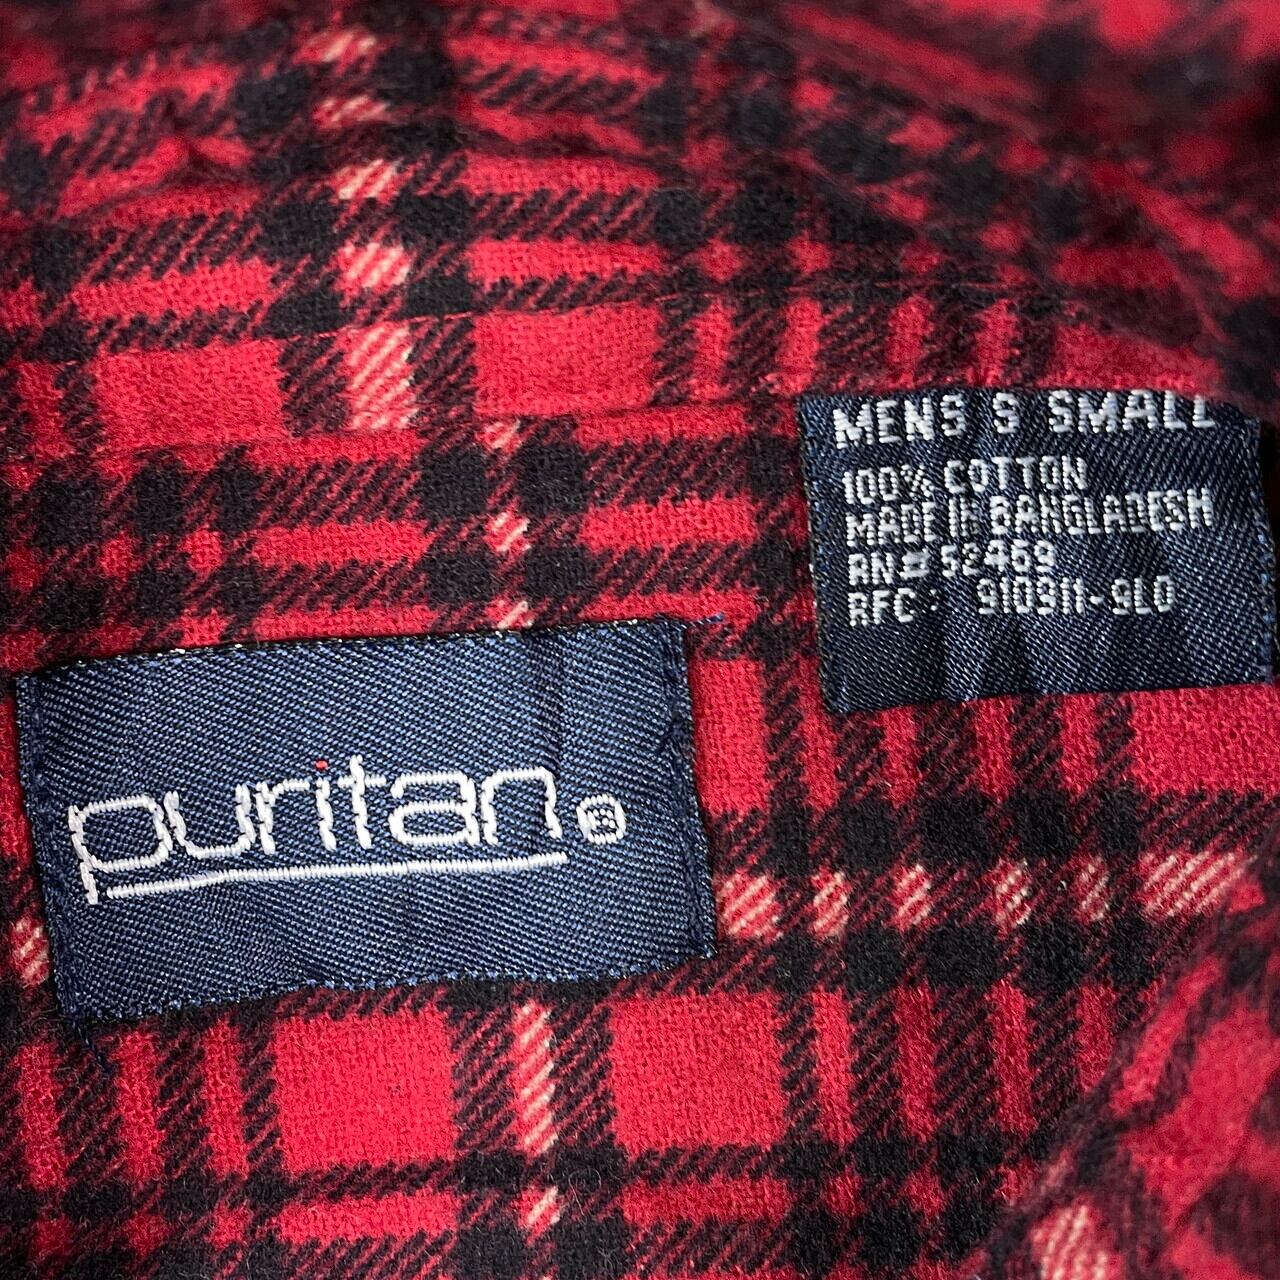 MENS S SMALL
100% COTTON
MADE IN BANGLADESH
RN# 52469
RFC: 910911-9L0
puritan®